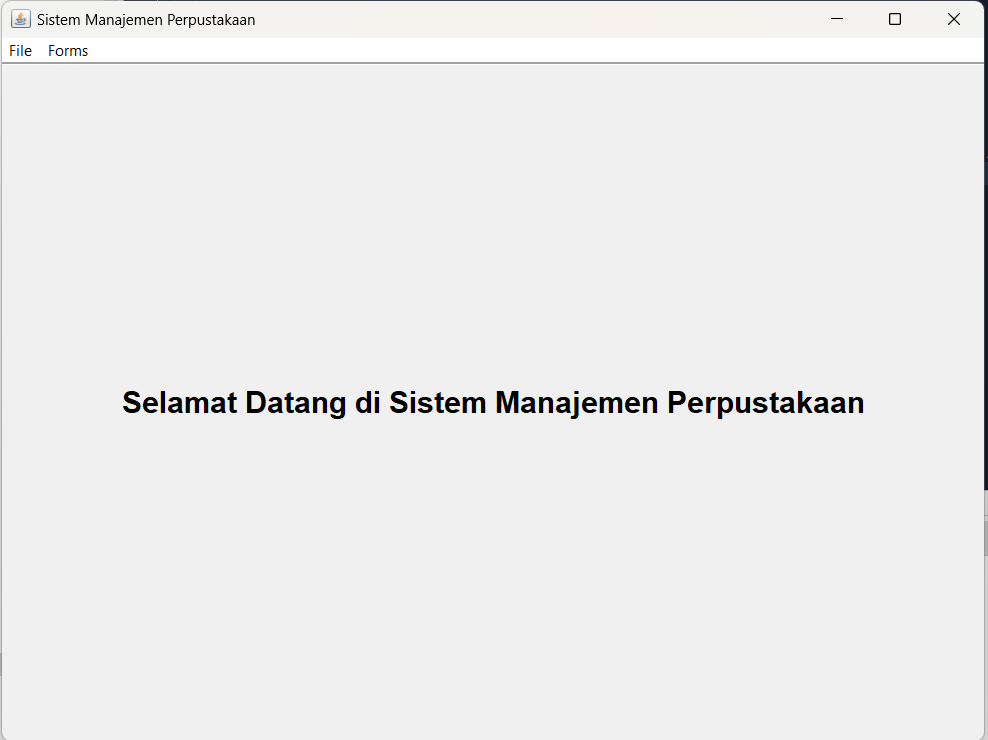 Sistem Manajemen Perpustakaan
File Forms
Selamat Datang di Sistem Manajemen Perpustakaan